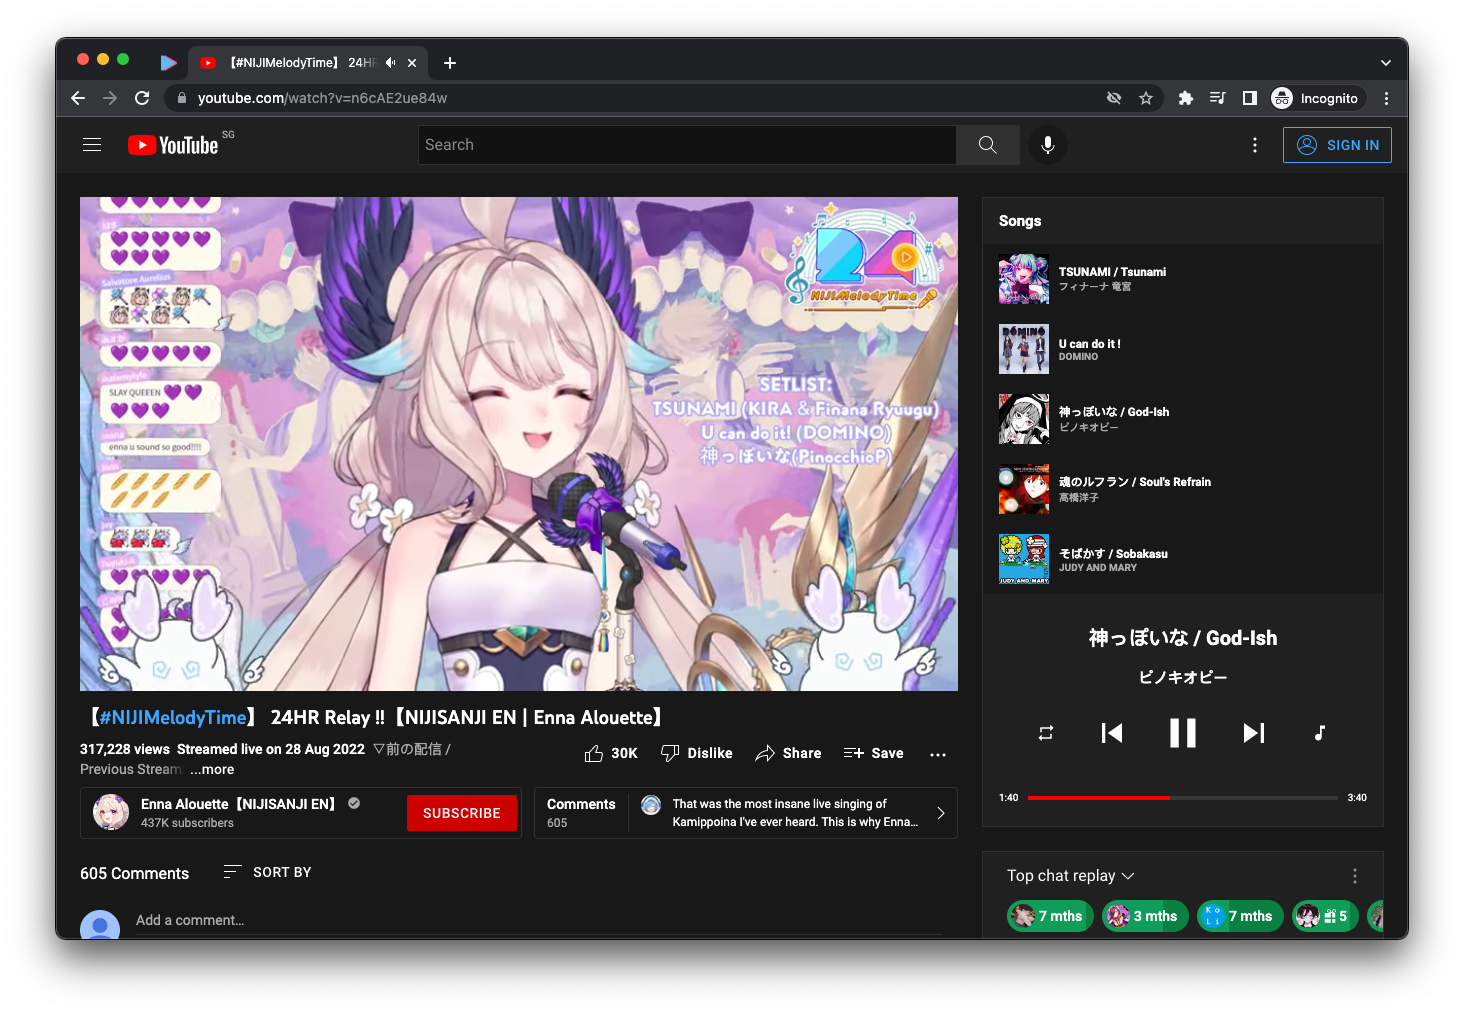 【#NIJIMelodyTime】 24HR
youtube.com/watch?v=n6cAE2ue84w
Incognito
YouTube SG
Search
SIGN IN
Salvatore Aurelius
SLAY QUEEEN
enna u sound so good!!!!
24
NIJIMelodyTime
SETLIST:
TSUNAMI (KIRA & Finana Ryuugu)
U can do it! (DOMINO)
神っぽいな(PinocchioP)
Songs
TSUNAMI / Tsunami
フィナーナ 竜宮
DOMINO
U can do it !
DOMINO
神っぽいな / God-Ish
ピノキオピー
魂のルフラン / Soul's Refrain
高橋洋子
そばかす / Sobakasu
JUDY AND MARY
JUDY AND MARY
神っぽいな / God-Ish
ピノキオピー
1:40
3:40
【#NIJIMelodyTime】 24HR Relay !!【NIJISANJI EN | Enna Alouette】
317,228 views Streamed live on 28 Aug 2022 ▽前の配信 /
Previous Stream ...more
30K
Dislike
Share
Save
Enna Alouette【NIJISANJI EN】
437K subscribers
SUBSCRIBE
Comments
605
That was the most insane live singing of
Kamippoina I've ever heard. This is why Enna...
605 Comments
SORT BY
Add a comment...
Top chat replay
7 mths
3 mths
KoLi
7 mths
5